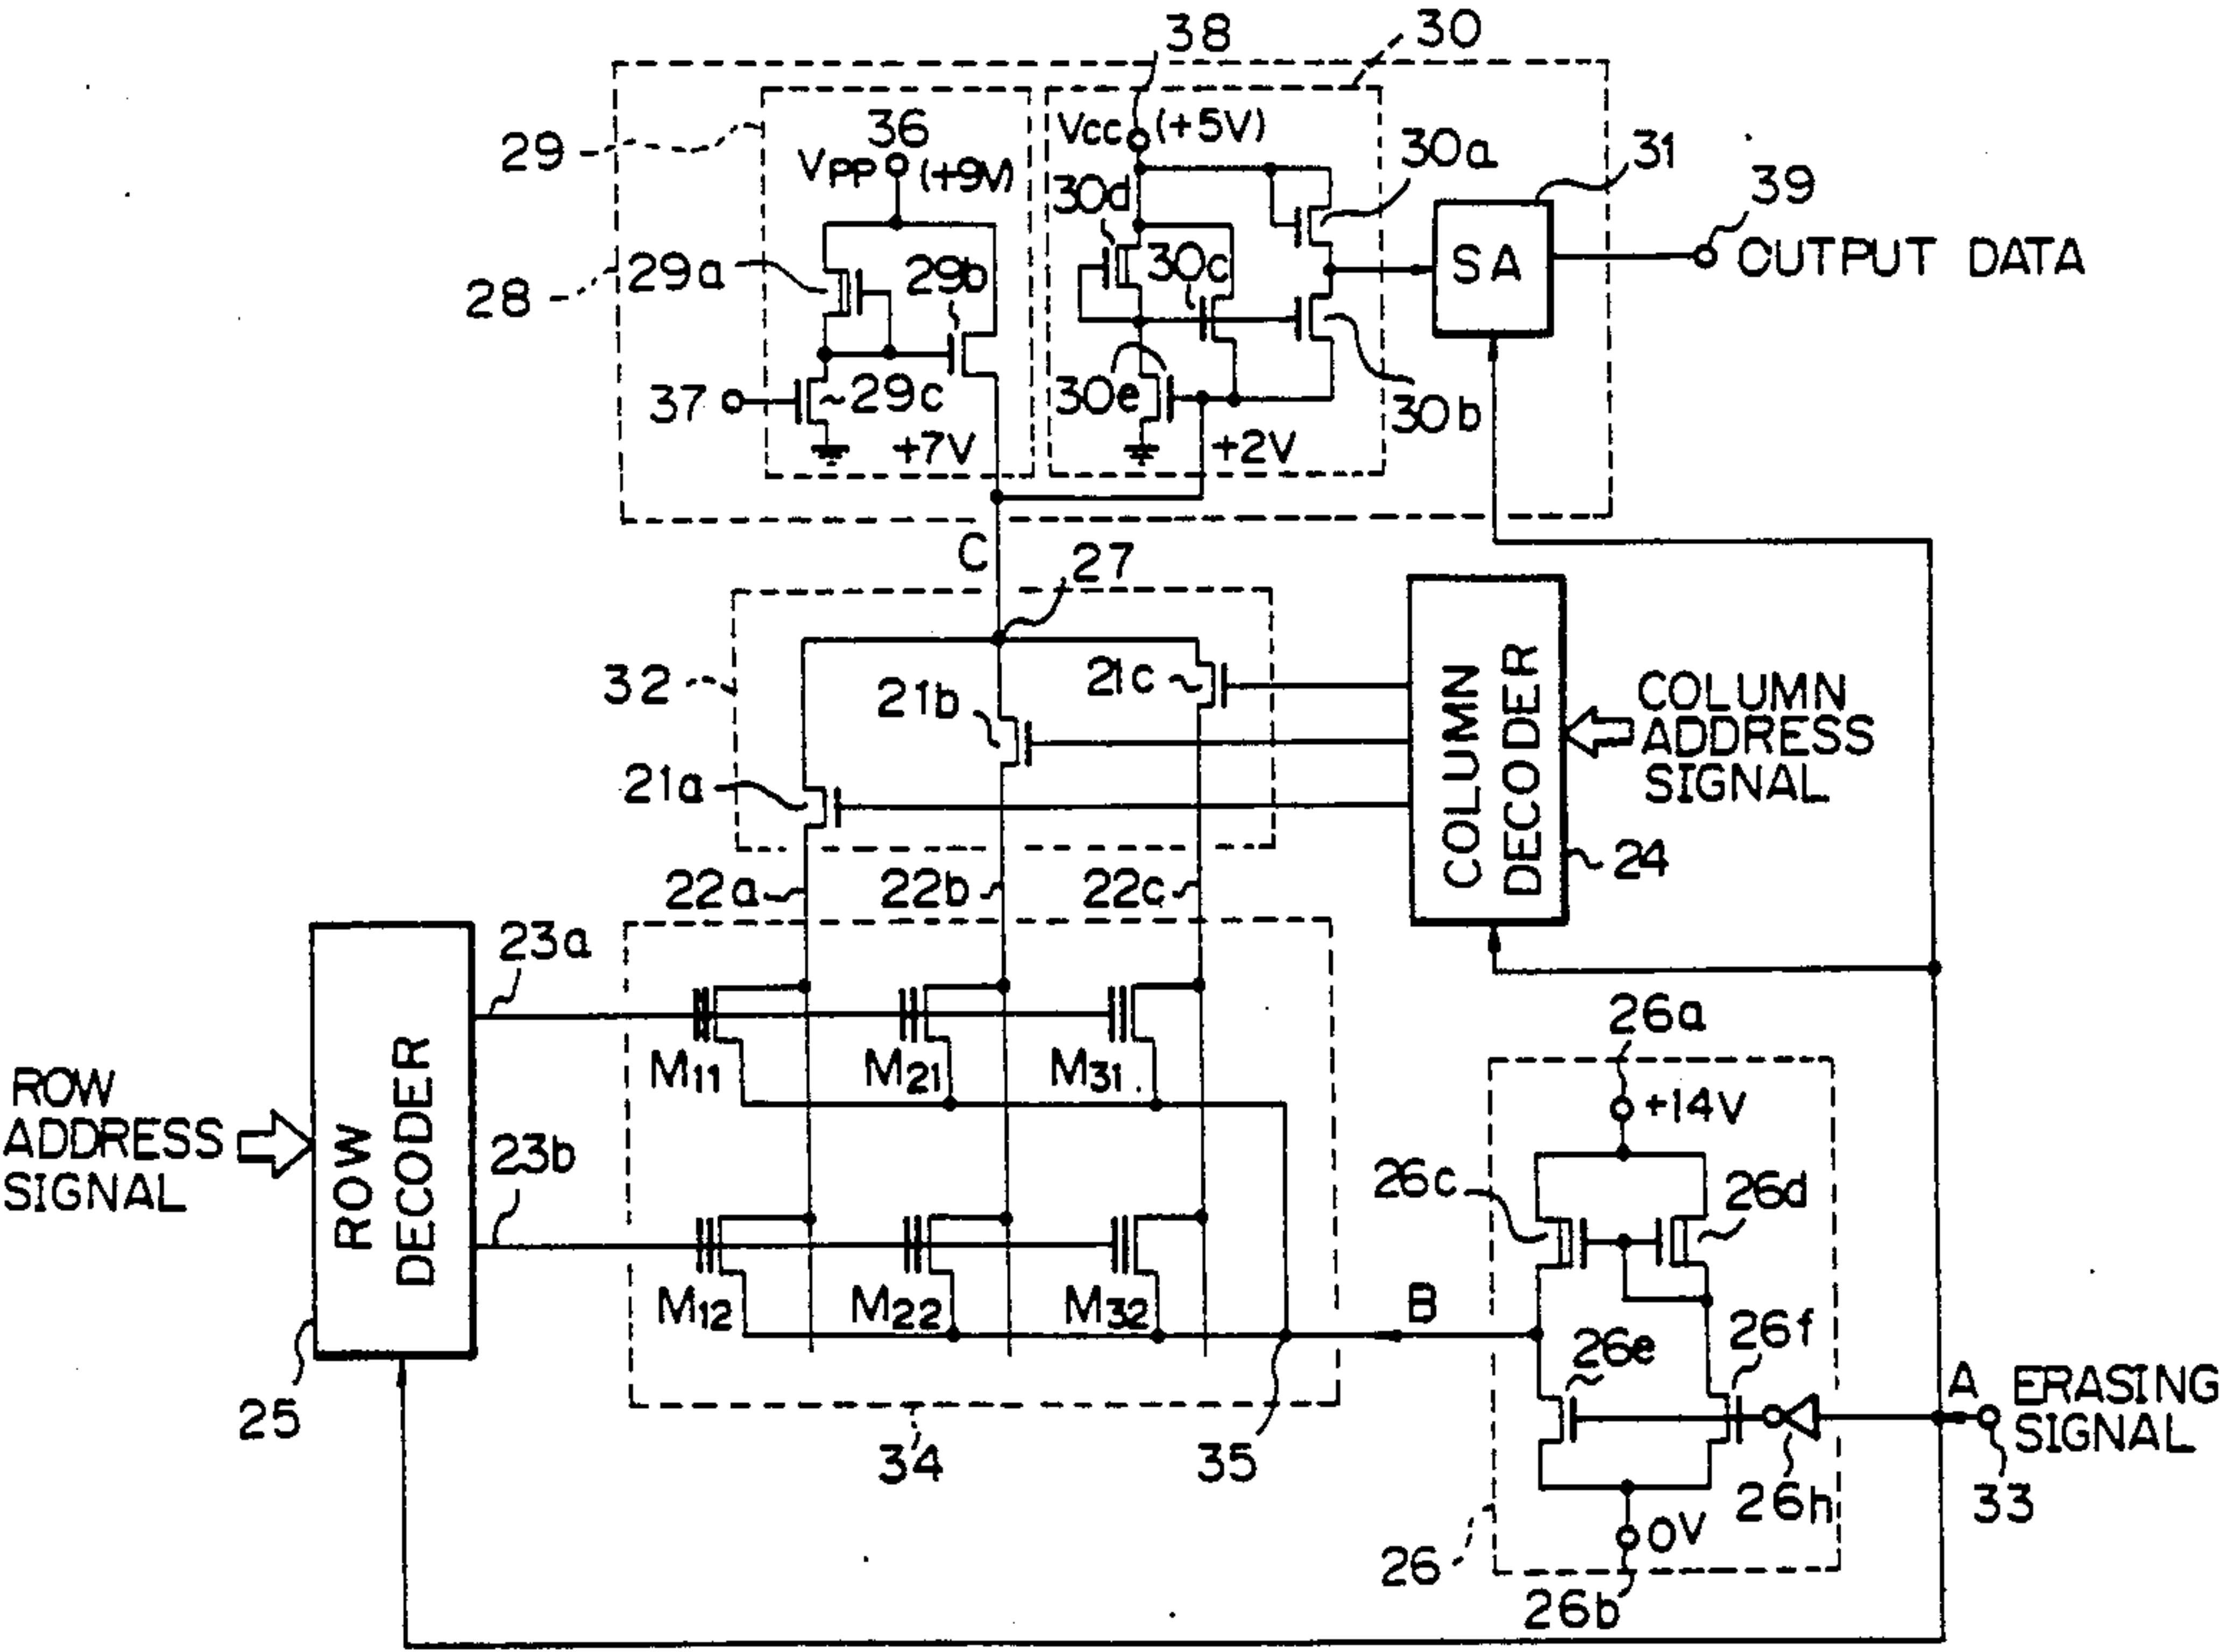 38
30
29
36
Vcc (+5V)
30a
31
VPP (+9V)
30d
39
29a
29b
30c
SA
OUTPUT DATA
28
37
29c
30e
30b
+7V
+2V
C
27
32
21c
21b
COLUMN
ADDRESS
SIGNAL
COLUMN
DECODER
21a
24
22a
22b
22c
23a
26a
M11
M21
M31
+14V
ROW
ADDRESS
SIGNAL
ROW
DECODER
23b
26c
26d
M12
M22
M32
B
26e
26f
A
ERASING
SIGNAL
25
34
35
26h
33
26
0V
26b